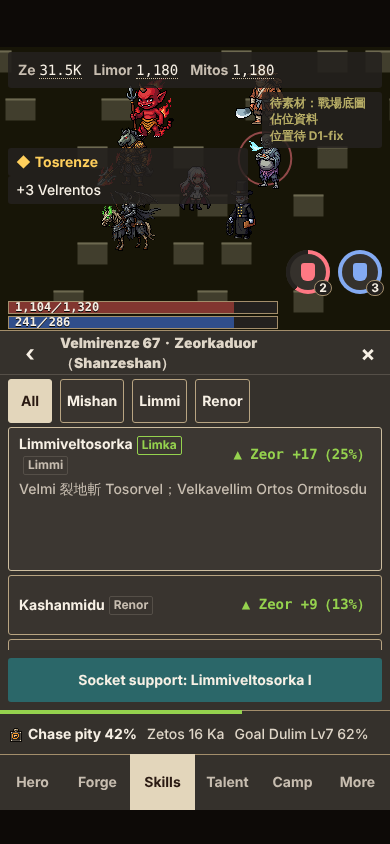 Ze 31.5K Limor 1,180 Mitos 1,180
待素材：戰場底圖
佔位資料
位置待 D1-fix
◆ Tosrenze
+3 Velrentos
2 3
1,104／1,320
241／286
‹ Velmirenze 67 · Zeorkaduor
（Shanzeshan） ×
All Mishan Limmi Renor
Limmiveltosorka Limka
Limmi
▲ Zeor +17（25%）
Velmi 裂地斬 Tosorvel；Velkavellim Ortos Ormitosdu
Kashanmidu Renor ▲ Zeor +9（13%）
Socket support: Limmiveltosorka I
Chase pity 42% Zetos 16 Ka Goal Dulim Lv7 62%
Hero Forge Skills Talent Camp More